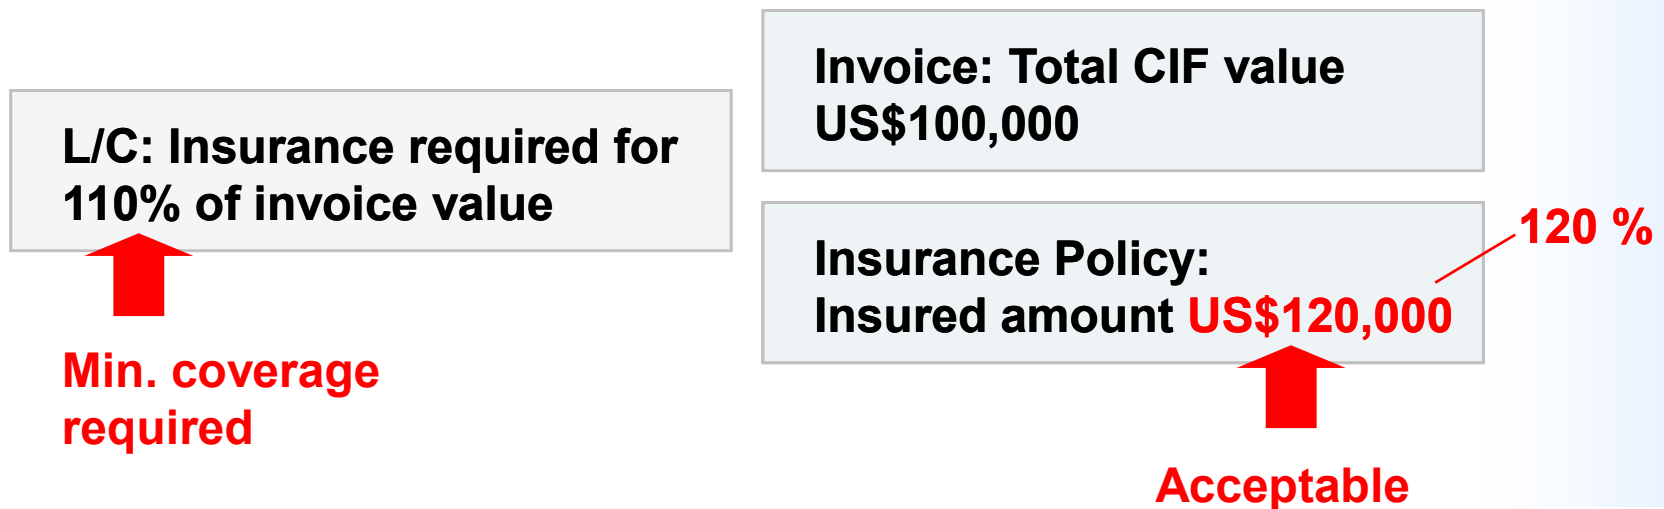 L/C: Insurance required for
110% of invoice value
Min. coverage
required
Invoice: Total CIF value
US$100,000
Insurance Policy:
Insured amount US$120,000
120 %
Acceptable